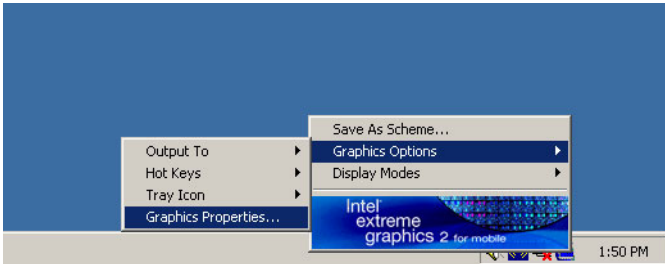 Save As Scheme...
Graphics Options
Display Modes
Output To
Hot Keys
Tray Icon
Graphics Properties...
Intel
extreme
graphics 2 for mobile
1:50 PM